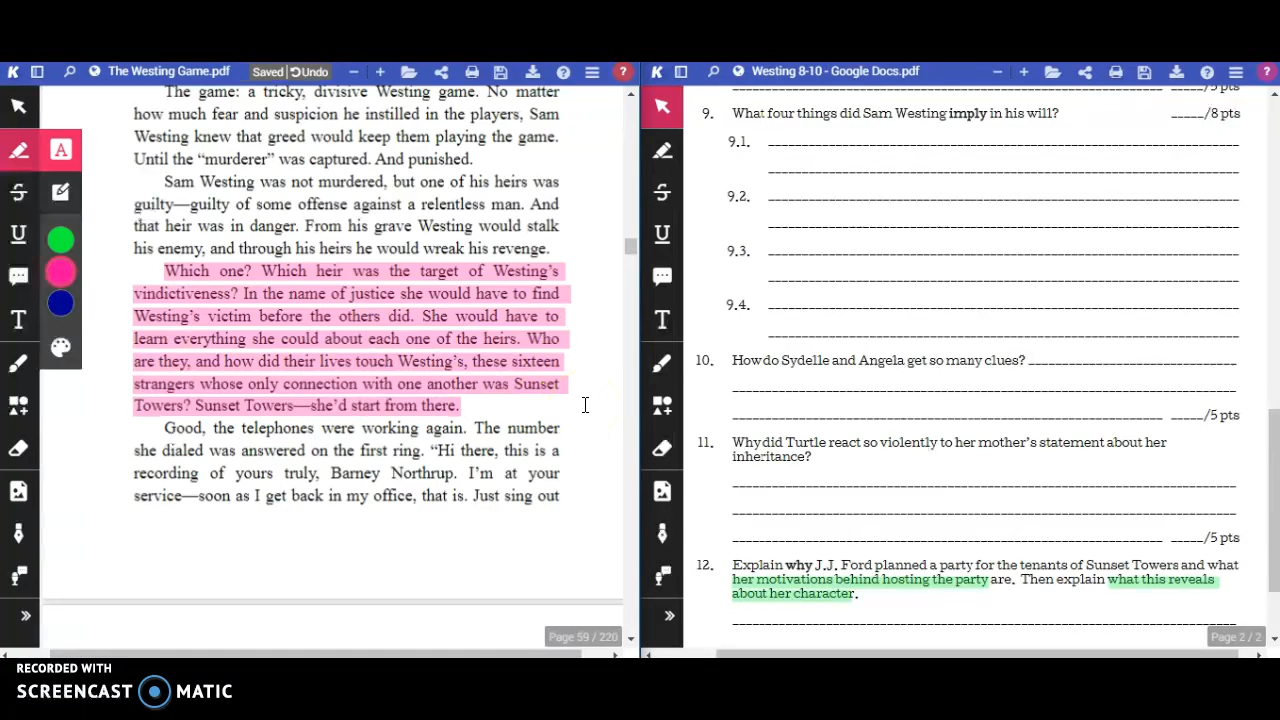 The Westing Game.pdf
Saved Undo
The game: a tricky, divisive Westing game. No matter
how much fear and suspicion he instilled in the players, Sam
Westing knew that greed would keep them playing the game.
Until the “murderer” was captured. And punished.
Sam Westing was not murdered, but one of his heirs was
guilty—guilty of some offense against a relentless man. And
that heir was in danger. From his grave Westing would stalk
his enemy, and through his heirs he would wreak his revenge.
Which one? Which heir was the target of Westing’s
vindictiveness? In the name of justice she would have to find
Westing’s victim before the others did. She would have to
learn everything she could about each one of the heirs. Who
are they, and how did their lives touch Westing’s, these sixteen
strangers whose only connection with one another was Sunset
Towers? Sunset Towers—she’d start from there.
Good, the telephones were working again. The number
she dialed was answered on the first ring. “Hi there, this is a
recording of yours truly, Barney Northrup. I’m at your
service—soon as I get back in my office, that is. Just sing out
Page 59 / 220
Westing 8-10 - Google Docs.pdf
_____/5 pts
9. What four things did Sam Westing imply in his will? _____/8 pts
9.1.
9.2.
9.3.
9.4.
10. How do Sydelle and Angela get so many clues?
_____/5 pts
11. Why did Turtle react so violently to her mother’s statement about her
inheritance?
_____/5 pts
12. Explain why J.J. Ford planned a party for the tenants of Sunset Towers and what
her motivations behind hosting the party are. Then explain what this reveals
about her character.
Page 2 / 2
RECORDED WITH
SCREENCAST MATIC